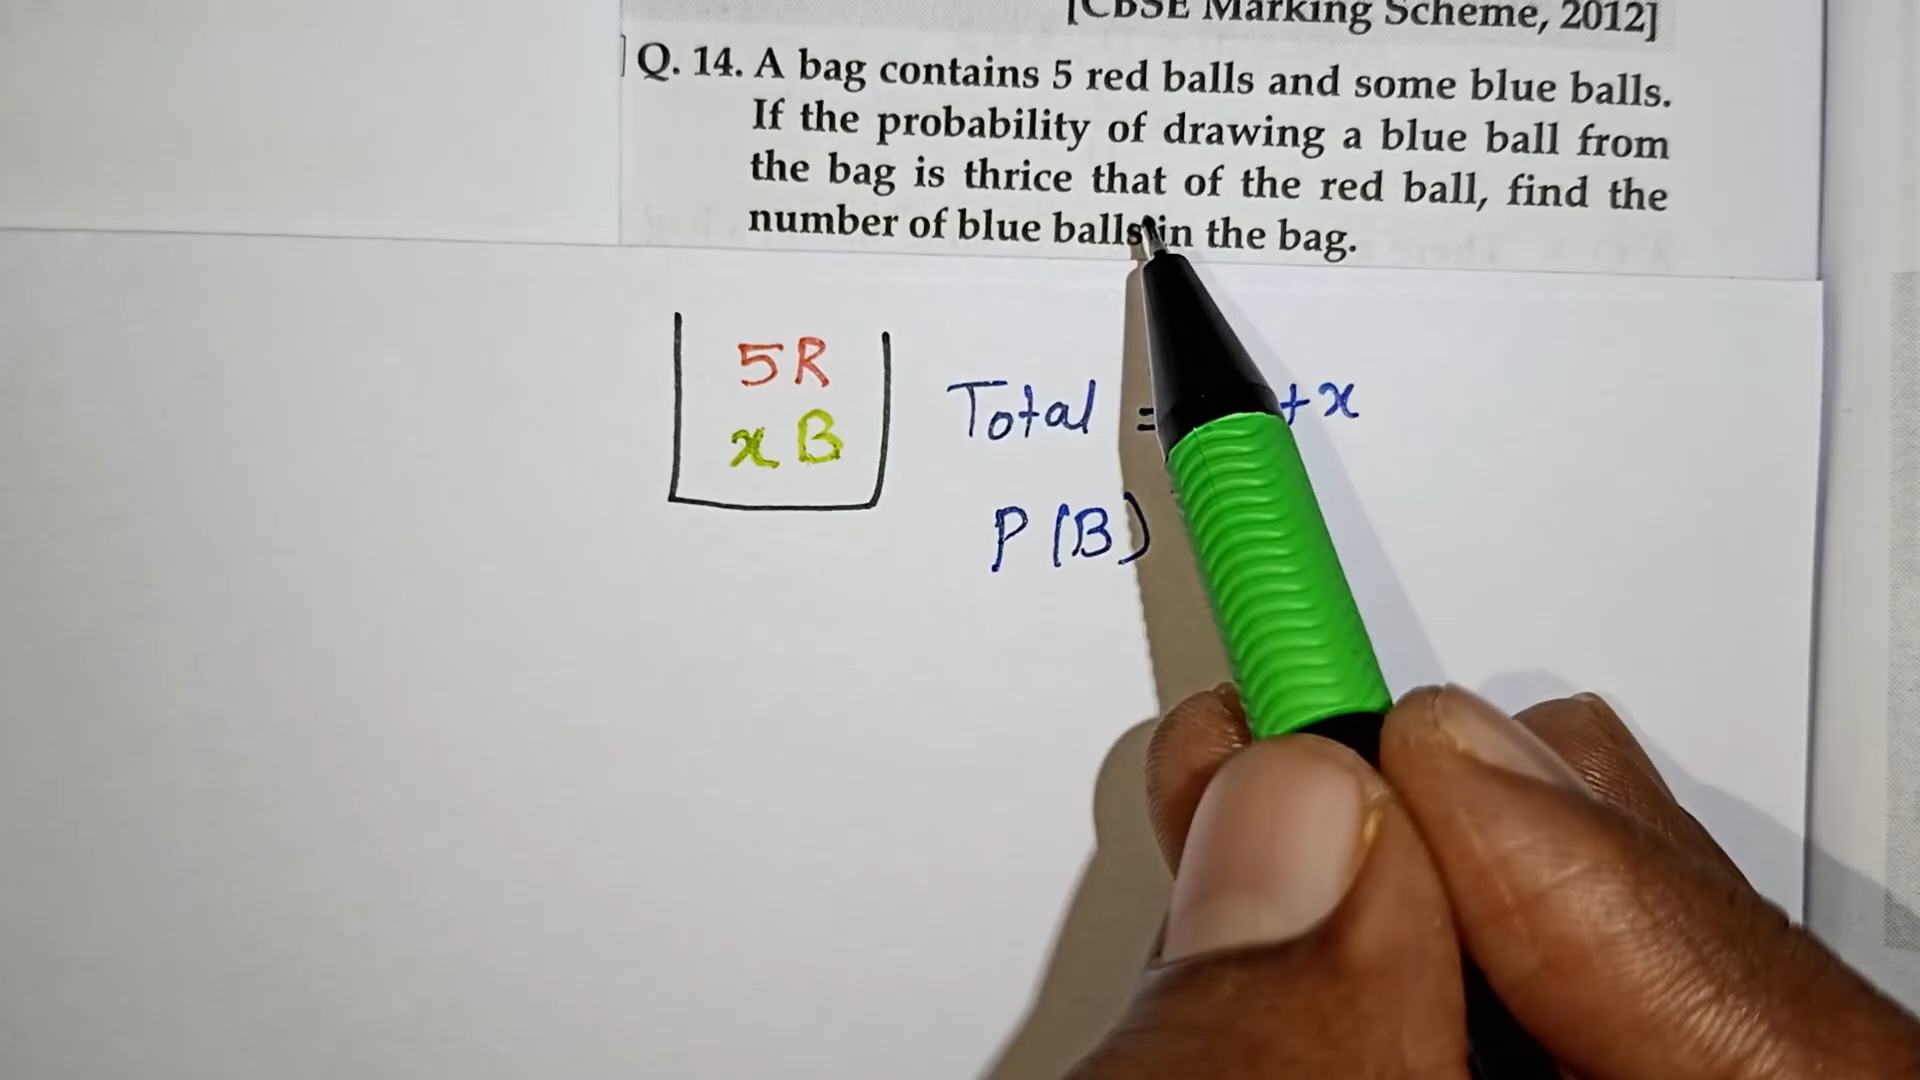 [CBSE Marking Scheme, 2012]
Q. 14. A bag contains 5 red balls and some blue balls.
If the probability of drawing a blue ball from
the bag is thrice that of the red ball, find the
number of blue balls in the bag.
5R
xB
Total = +x
P(B)